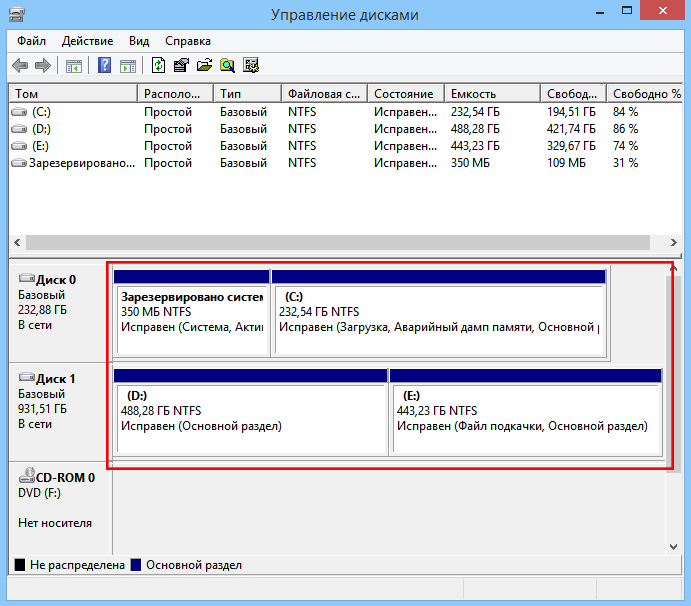 Управление дисками
Файл Действие Вид Справка
Том Располо... Тип Файловая с... Состояние Емкость Свобод... Свободно %
(C:) Простой Базовый NTFS Исправен... 232,54 ГБ 194,51 ГБ 84 %
(D:) Простой Базовый NTFS Исправен... 488,28 ГБ 421,74 ГБ 86 %
(E:) Простой Базовый NTFS Исправен... 443,23 ГБ 329,67 ГБ 74 %
Зарезервировано... Простой Базовый NTFS Исправен... 350 МБ 109 МБ 31 %
Диск 0
Базовый
232,88 ГБ
В сети
Зарезервировано систем
350 МБ NTFS
Исправен (Система, Акти
(C:)
232,54 ГБ NTFS
Исправен (Загрузка, Аварийный дамп памяти, Основной р
Диск 1
Базовый
931,51 ГБ
В сети
(D:)
488,28 ГБ NTFS
Исправен (Основной раздел)
(E:)
443,23 ГБ NTFS
Исправен (Файл подкачки, Основной раздел)
CD-ROM 0
DVD (F:)
Нет носителя
Не распределена Основной раздел